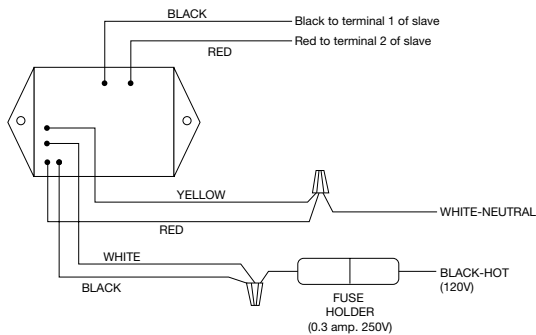 BLACK
Black to terminal 1 of slave
Red to terminal 2 of slave
RED
YELLOW
WHITE-NEUTRAL
RED
WHITE
BLACK-HOT
(120V)
BLACK
FUSE
HOLDER
(0.3 amp. 250V)